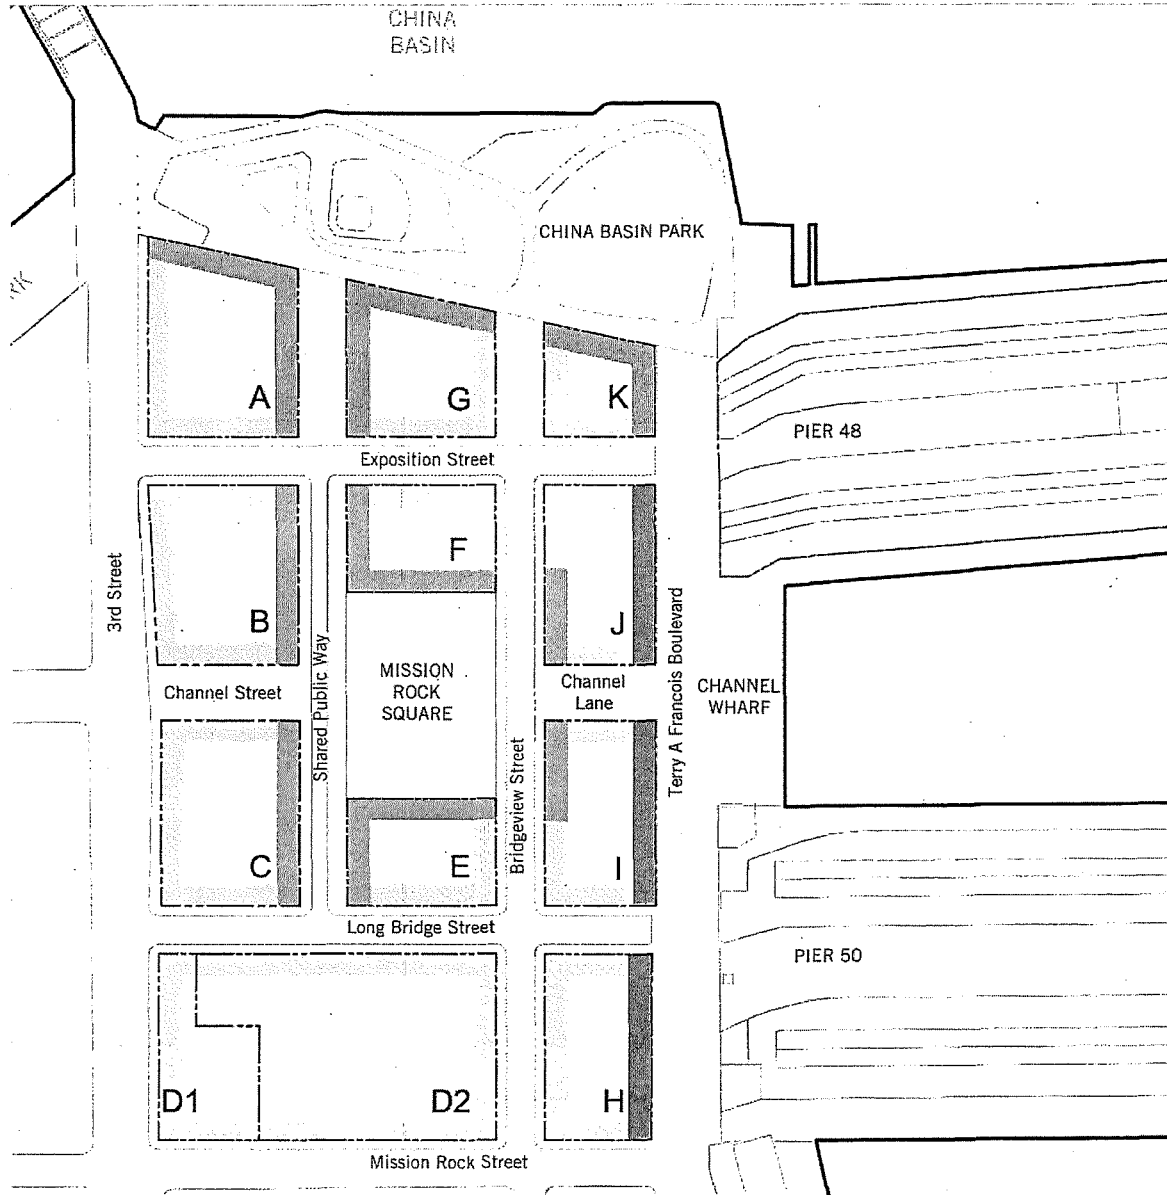 CHINA
BASIN
CHINA BASIN PARK
RK
A
G
K
PIER 48
Exposition Street
F
3rd Street
B
J
Shared Public Way
MISSION
ROCK
SQUARE
Terry A Francois Boulevard
Channel Street
Channel
Lane
CHANNEL
WHARF
Bridgeview Street
C
E
I
Long Bridge Street
PIER 50
D1
D2
H
Mission Rock Street